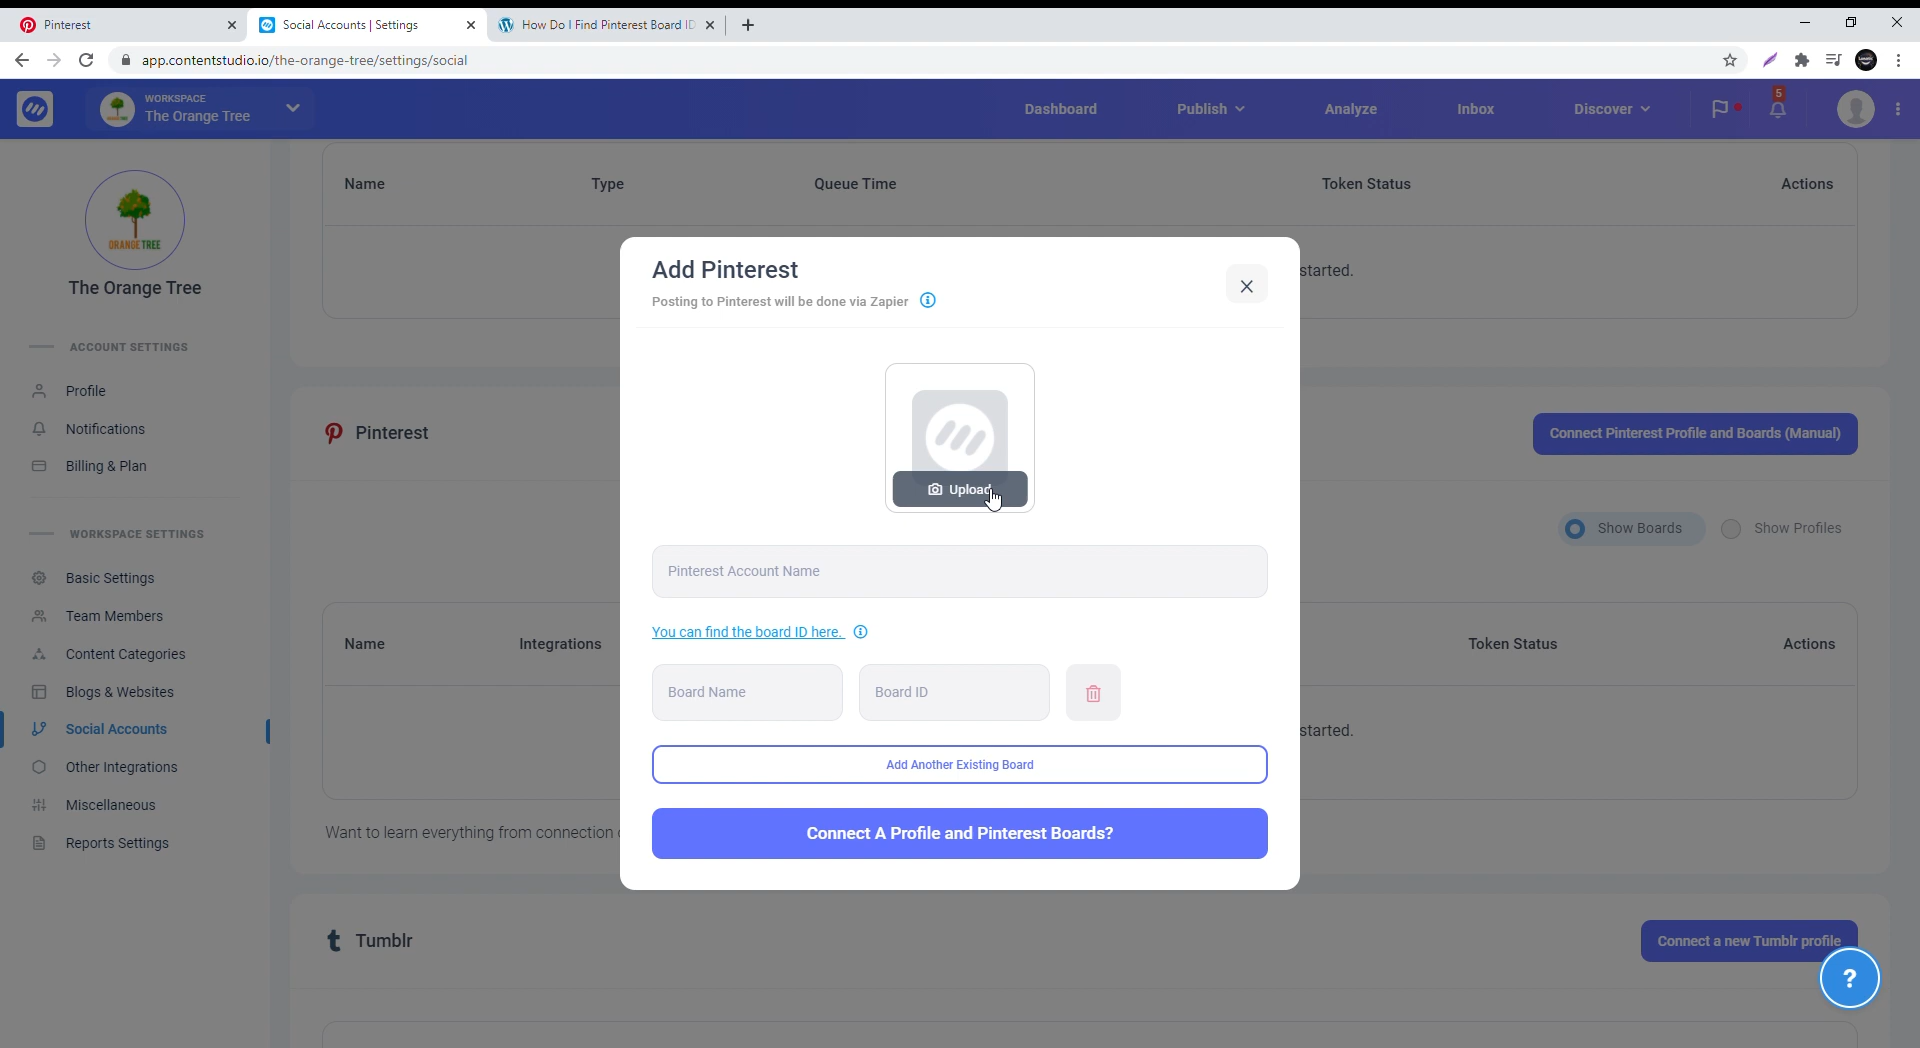 Pinterest
Social Accounts | Settings
How Do I Find Pinterest Board ID
app.contentstudio.io/the-orange-tree/settings/social
WORKSPACE
The Orange Tree
Dashboard
Publish
Analyze
Inbox
Discover
5
ORANGE TREE
The Orange Tree
ACCOUNT SETTINGS
Profile
Notifications
Billing & Plan
WORKSPACE SETTINGS
Basic Settings
Team Members
Content Categories
Blogs & Websites
Social Accounts
Other Integrations
Miscellaneous
Reports Settings
Name
Type
Queue Time
Token Status
Actions
started.
Pinterest
Connect Pinterest Profile and Boards (Manual)
Show Boards
Show Profiles
Name
Integrations
Token Status
Actions
started.
Want to learn everything from connection
Tumblr
Connect a new Tumblr profile
?
Add Pinterest
Posting to Pinterest will be done via Zapier
Upload
Pinterest Account Name
You can find the board ID here.
Board Name
Board ID
Add Another Existing Board
Connect A Profile and Pinterest Boards?